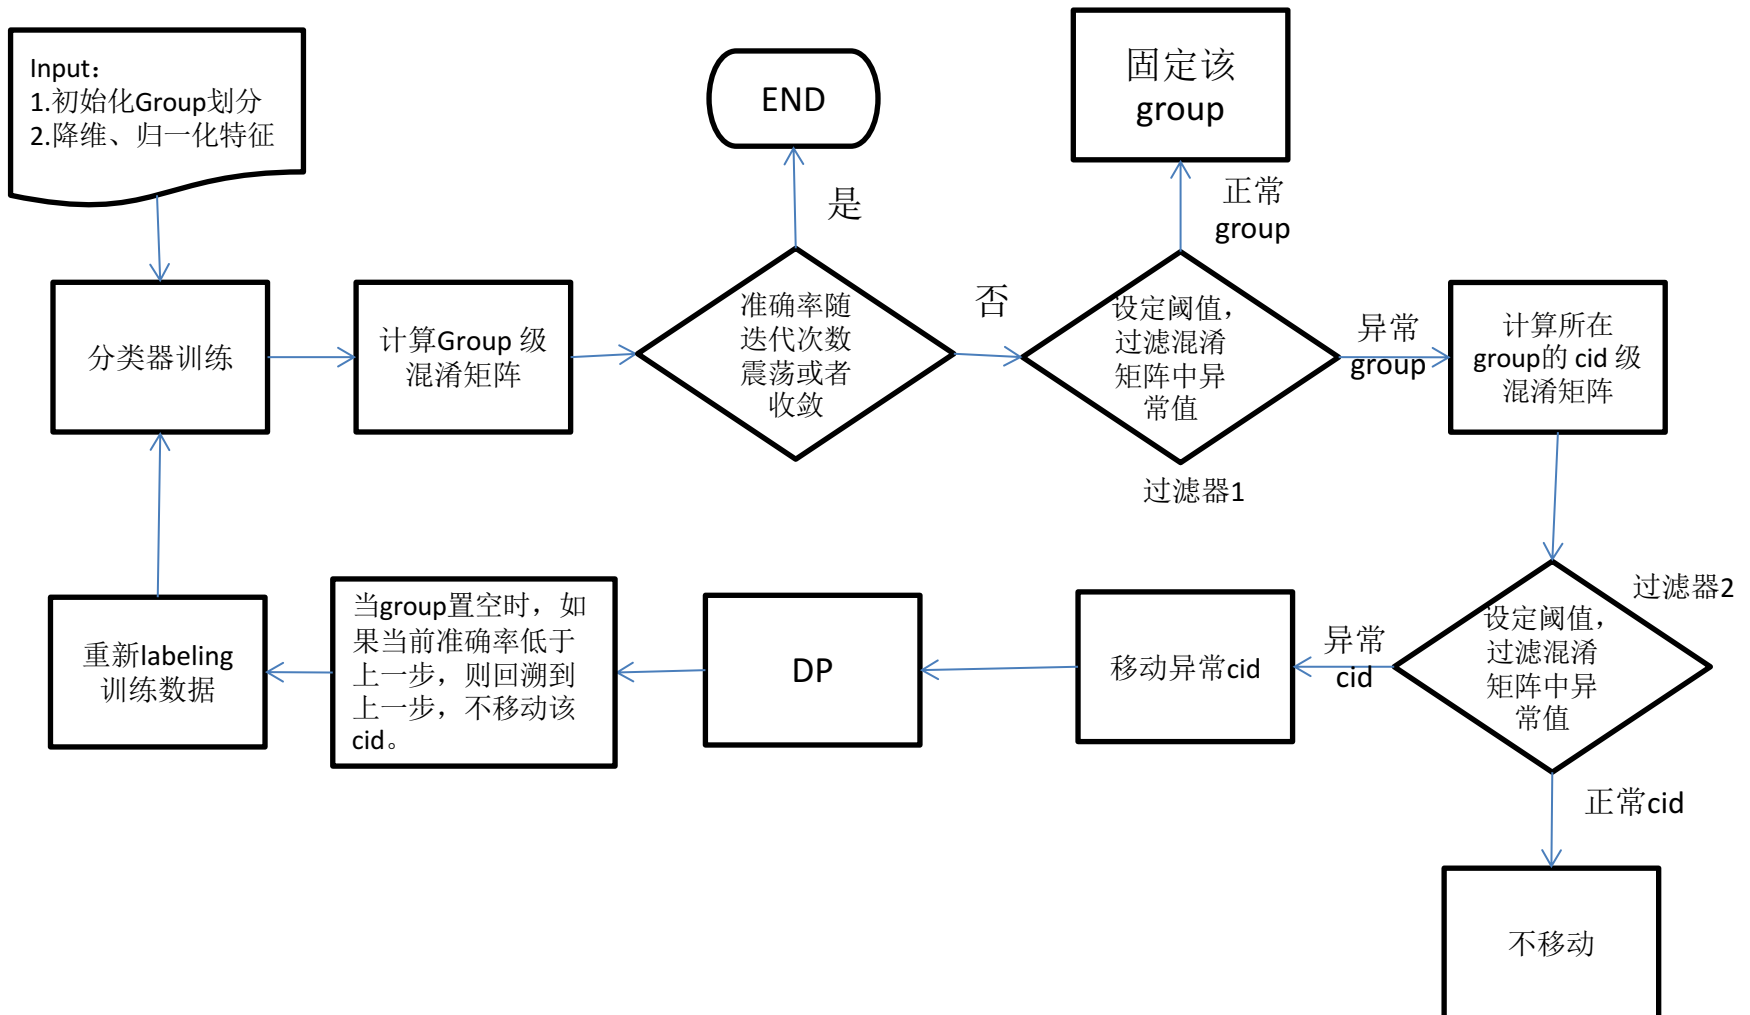 Input：
1.初始化Group划分
2.降维、归一化特征
END
固定该
group
是
正常
group
分类器训练
计算Group 级
混淆矩阵
准确率随
迭代次数
震荡或者
收敛
否
设定阈值，
过滤混淆
矩阵中异
常值
过滤器1
异常
group
计算所在
group的 cid 级
混淆矩阵
过滤器2
设定阈值，
过滤混淆
矩阵中异
常值
异常
cid
移动异常cid
DP
当group置空时，如
果当前准确率低于
上一步，则回溯到
上一步，不移动该
cid。
重新labeling
训练数据
正常cid
不移动